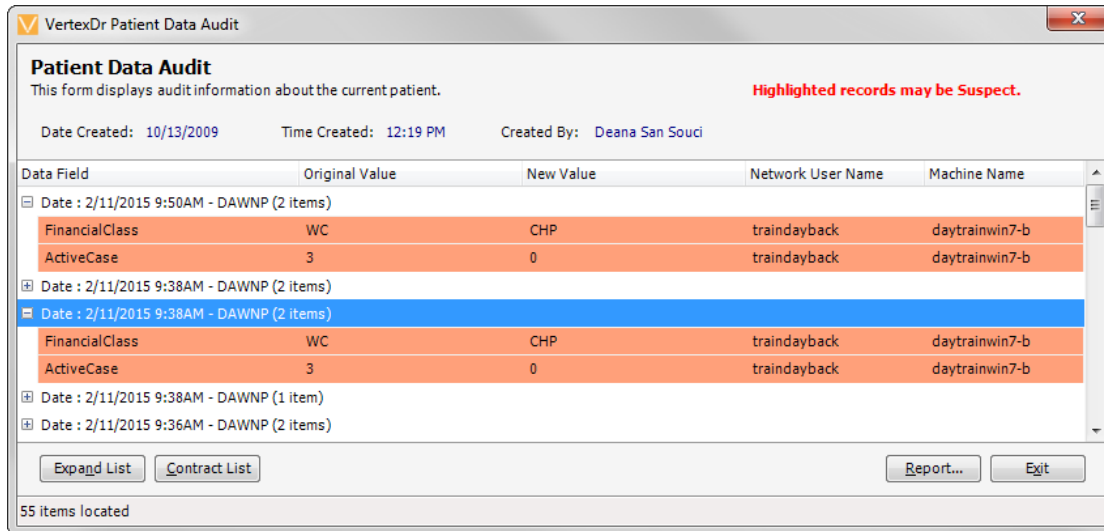 VertexDr Patient Data Audit
Patient Data Audit
This form displays audit information about the current patient.
Highlighted records may be Suspect.
Date Created: 10/13/2009 Time Created: 12:19 PM Created By: Deana San Souci
Data Field Original Value New Value Network User Name Machine Name
Date : 2/11/2015 9:50AM - DAWNP (2 items)
FinancialClass WC CHP traindayback daytrainwin7-b
ActiveCase 3 0 traindayback daytrainwin7-b
Date : 2/11/2015 9:38AM - DAWNP (2 items)
Date : 2/11/2015 9:38AM - DAWNP (2 items)
FinancialClass WC CHP traindayback daytrainwin7-b
ActiveCase 3 0 traindayback daytrainwin7-b
Date : 2/11/2015 9:38AM - DAWNP (1 item)
Date : 2/11/2015 9:36AM - DAWNP (2 items)
Expand List Contract List Report... Exit
55 items located